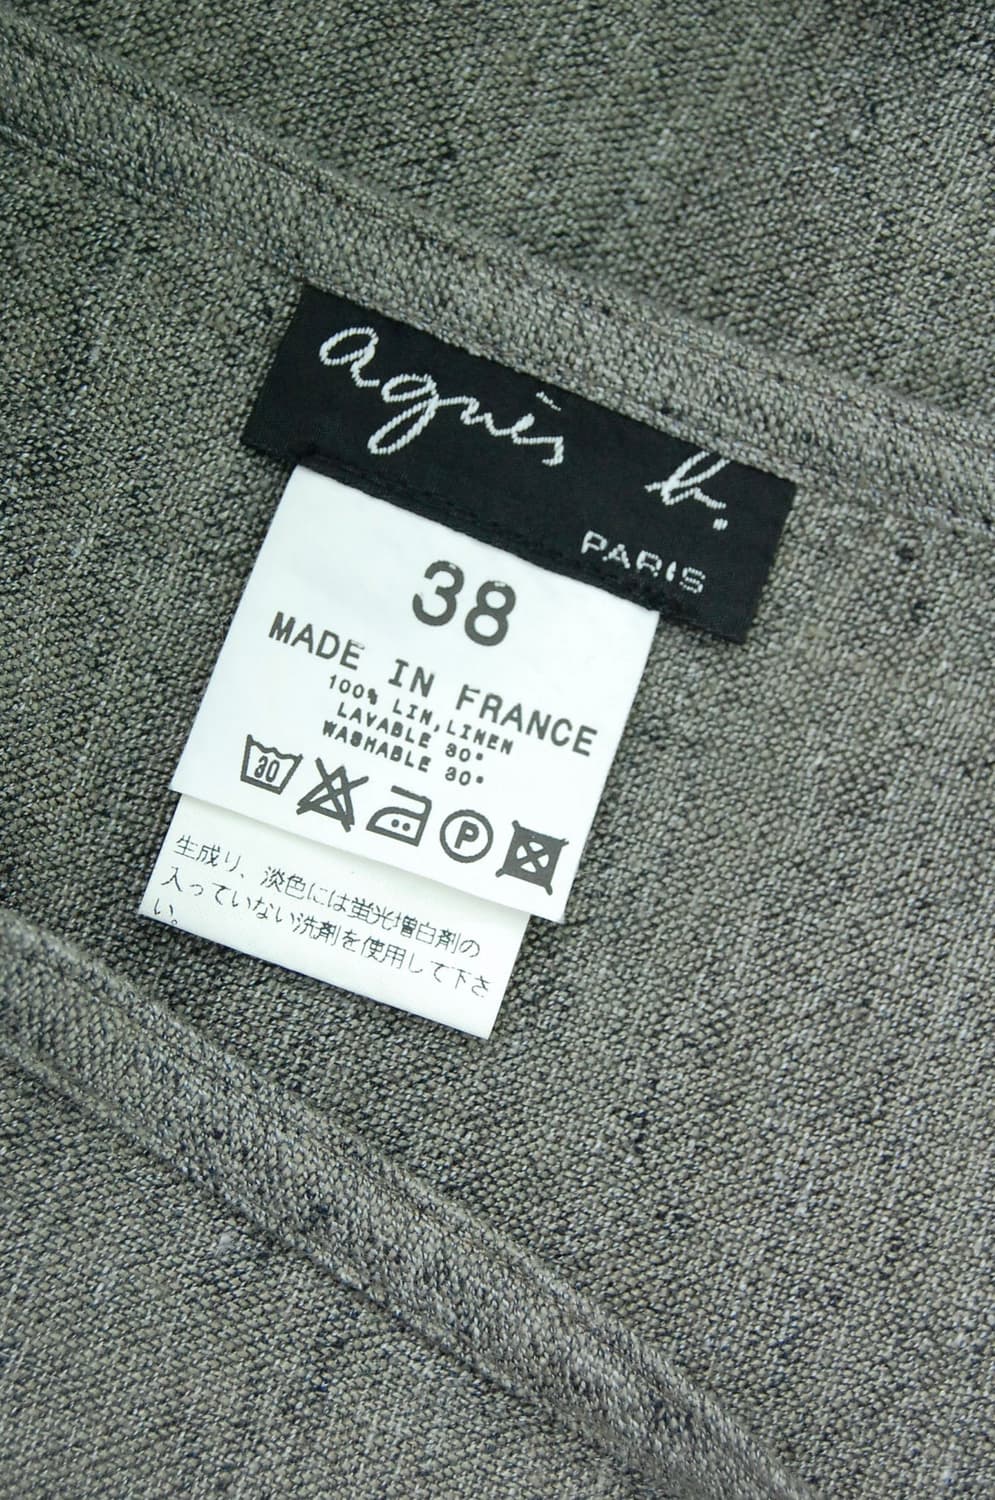 agnès b.
PARIS
38
MADE IN FRANCE
100% LIN, LINEN
LAVABLE 30°
WASHABLE 30°
30
P
生成り、淡色には蛍光増白剤の
入っていない洗剤を使用して下さ
い。